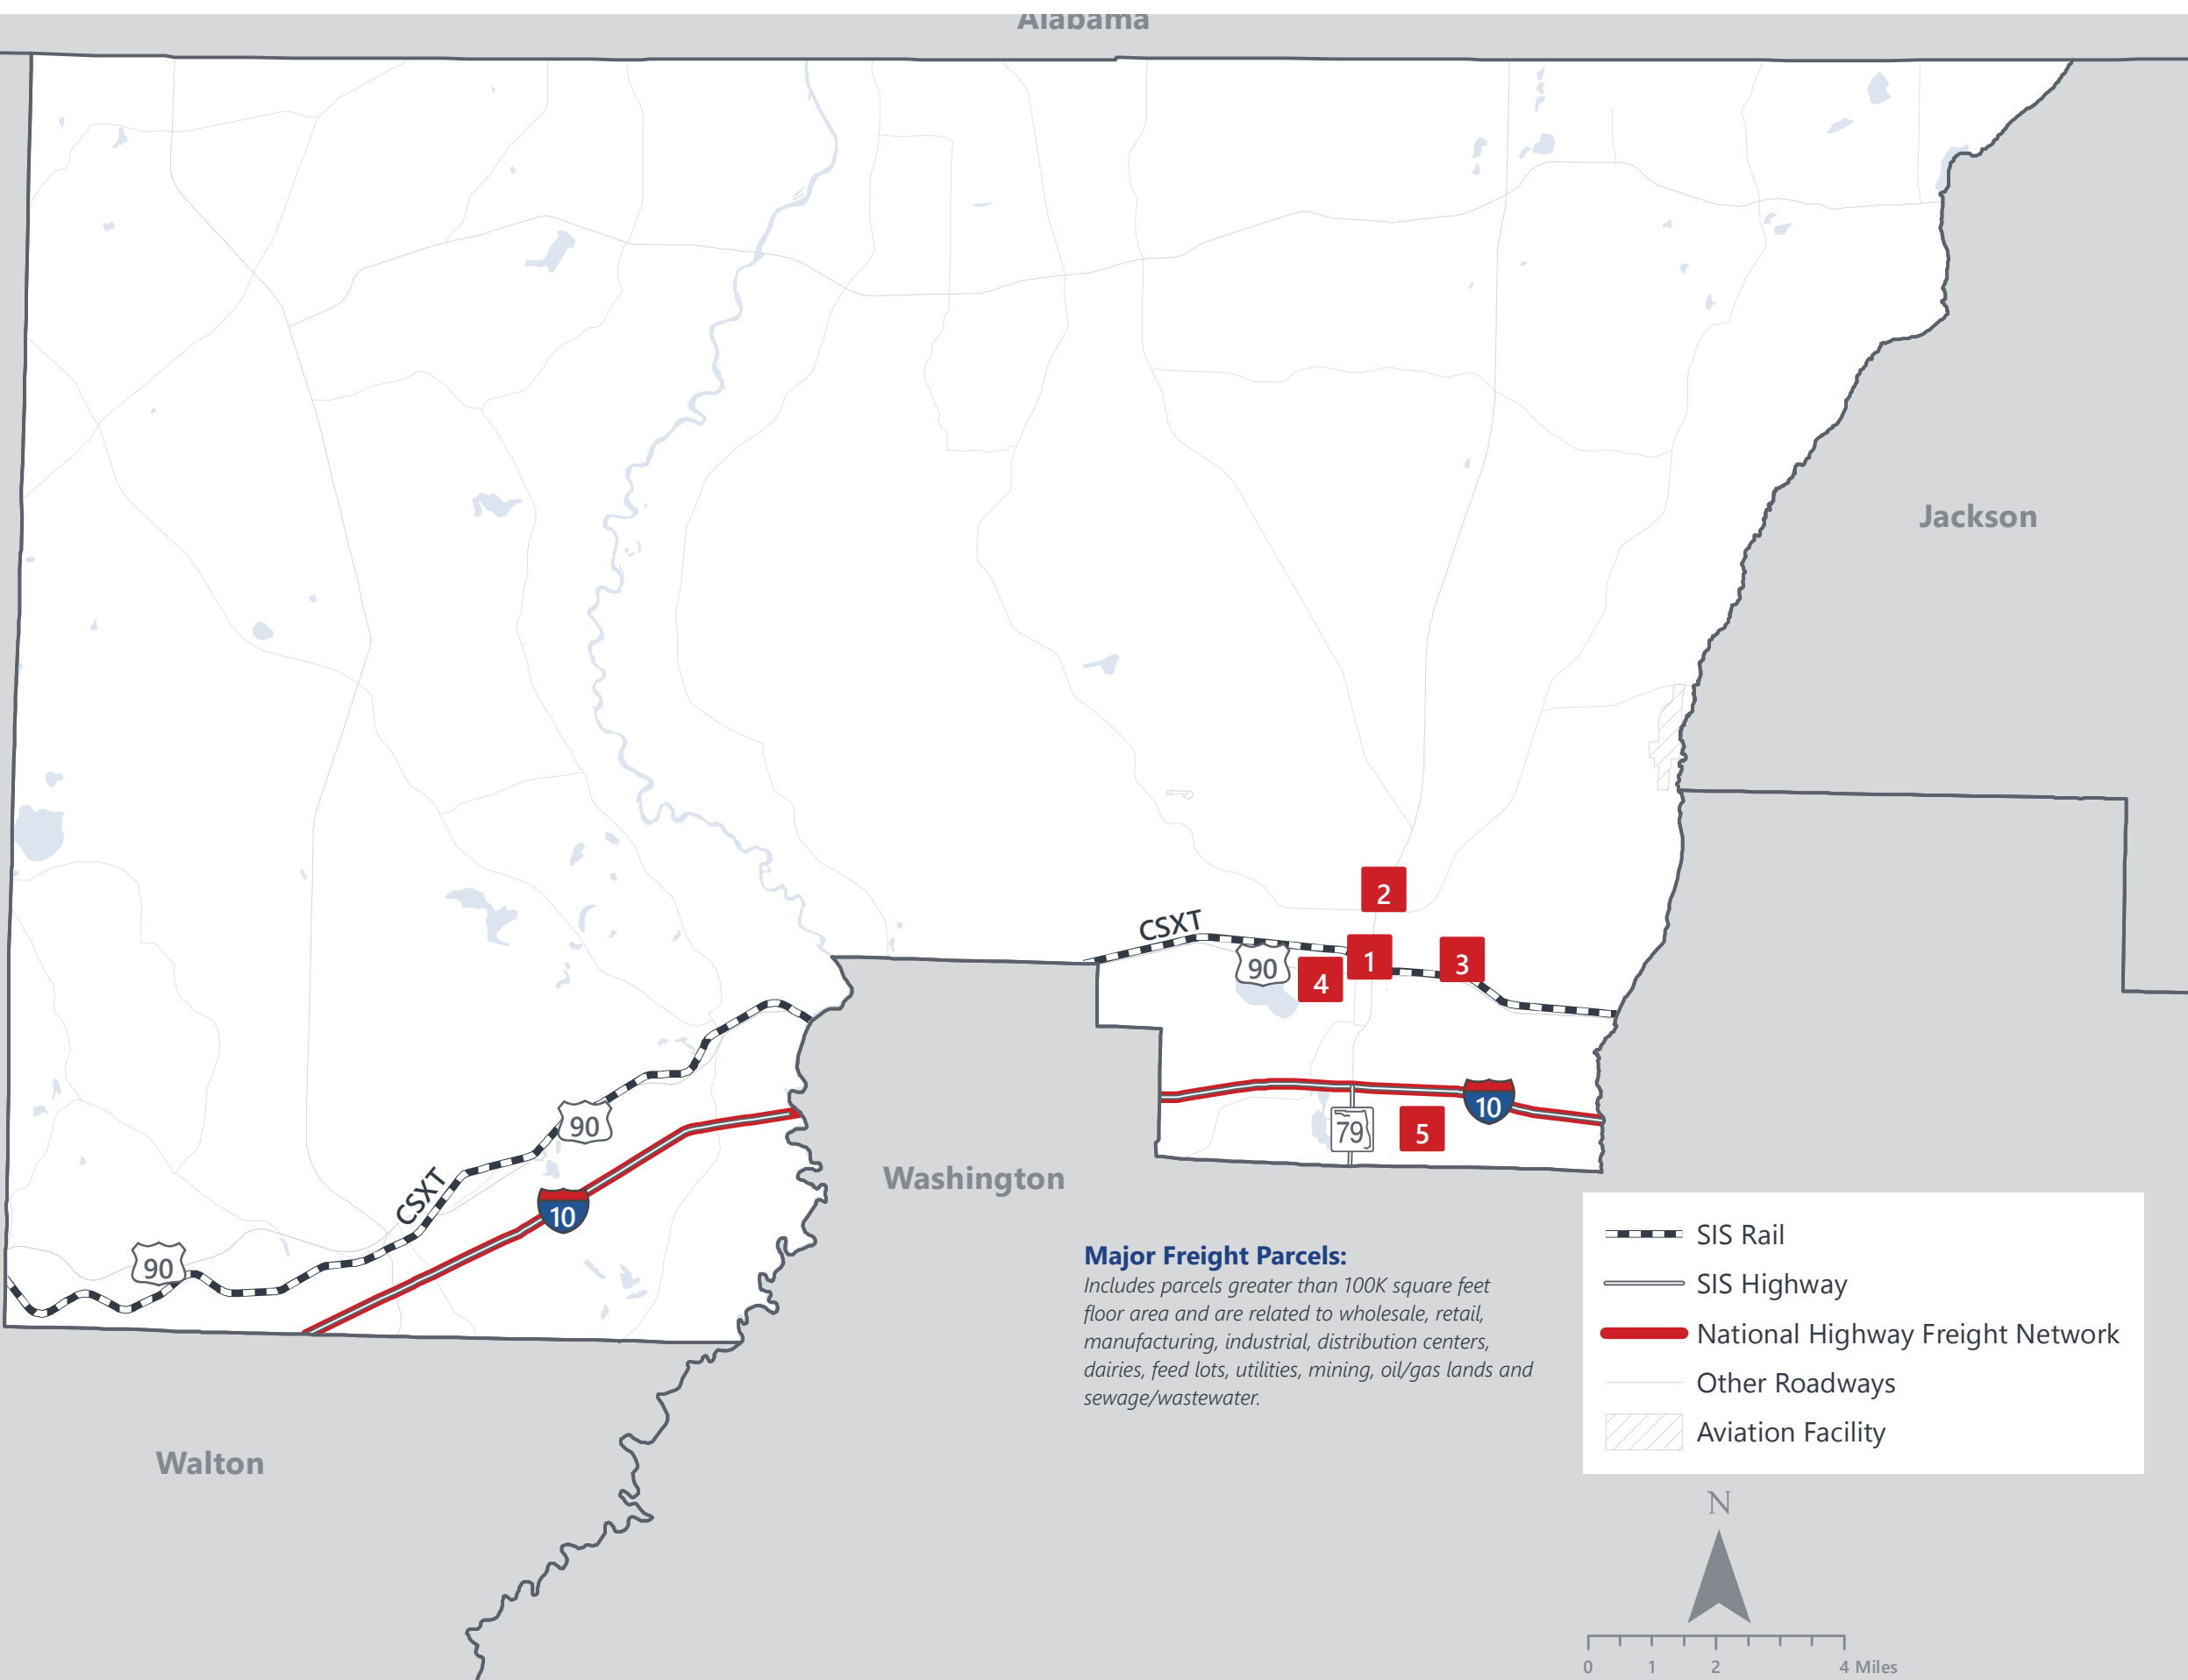 Alabama
Jackson
2
CSXT
90
4
1
3
10
79
5
Washington
90
CSXT
10
90
Walton
Major Freight Parcels:
Includes parcels greater than 100K square feet
floor area and are related to wholesale, retail,
manufacturing, industrial, distribution centers,
dairies, feed lots, utilities, mining, oil/gas lands and
sewage/wastewater.
SIS Rail
SIS Highway
National Highway Freight Network
Other Roadways
Aviation Facility
N
0 1 2 4 Miles